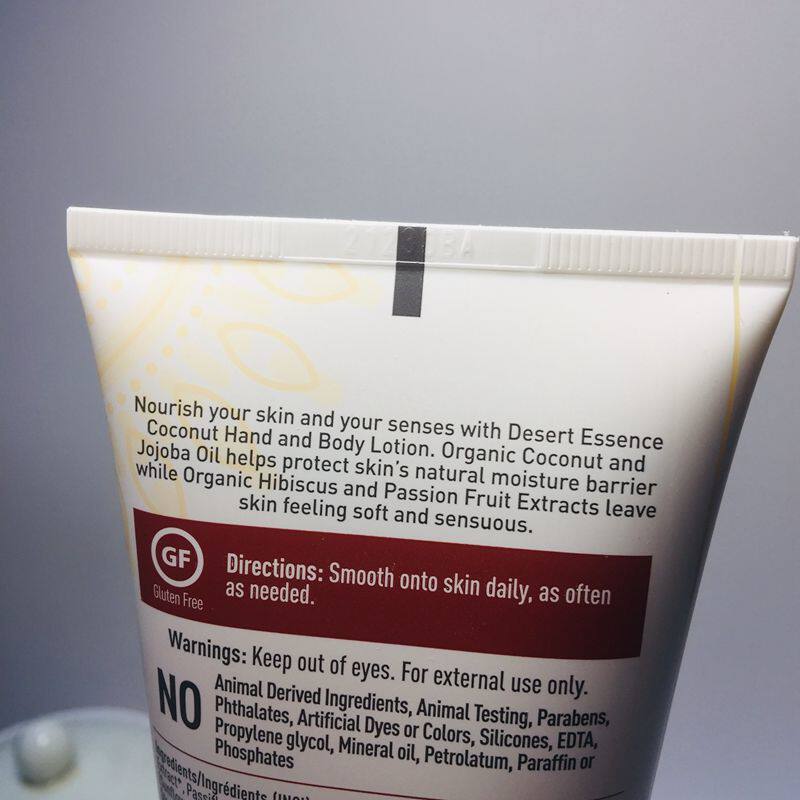 Nourish your skin and your senses with Desert Essence
Coconut Hand and Body Lotion. Organic Coconut and
Jojoba Oil helps protect skin's natural moisture barrier
while Organic Hibiscus and Passion Fruit Extracts leave
skin feeling soft and sensuous.
GF
Gluten Free
Directions: Smooth onto skin daily, as often
as needed.
Warnings: Keep out of eyes. For external use only.
NO
Animal Derived Ingredients, Animal Testing, Parabens,
Phthalates, Artificial Dyes or Colors, Silicones, EDTA,
Propylene glycol, Mineral oil, Petrolatum, Paraffin or
Phosphates
Ingredients/Ingrédients (INCI)